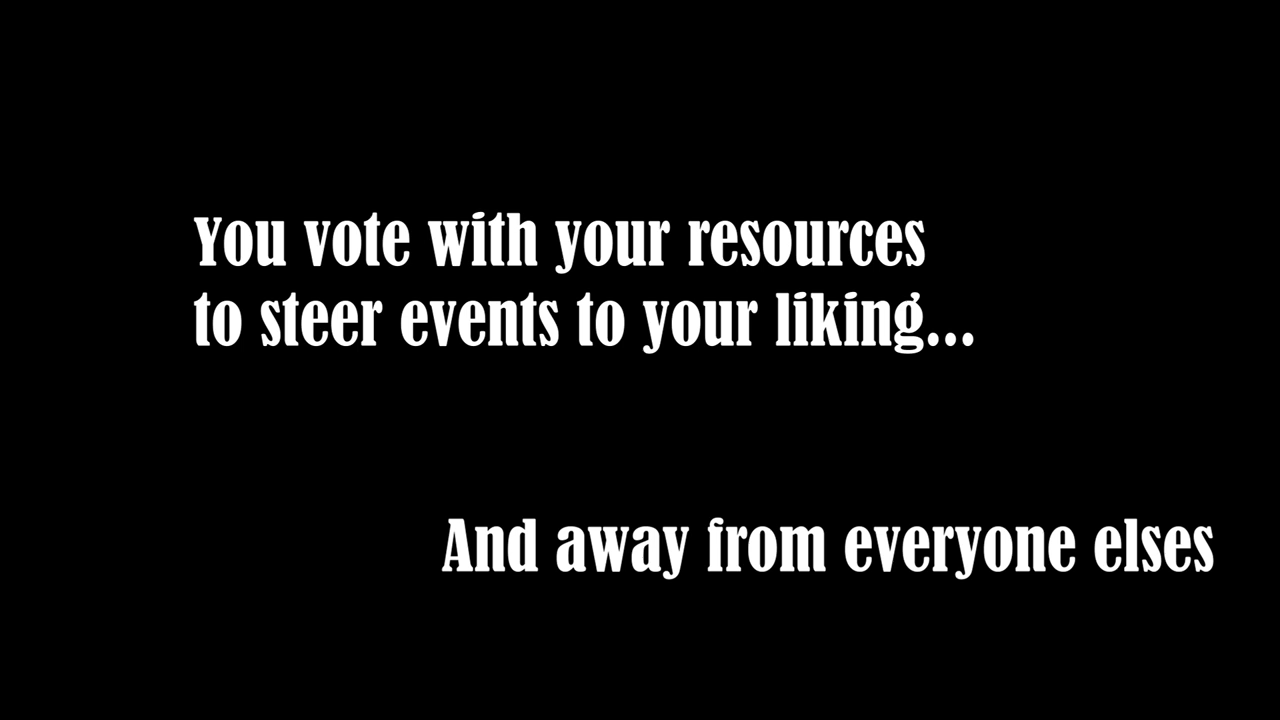 You vote with your resources
to steer events to your liking...
And away from everyone elses